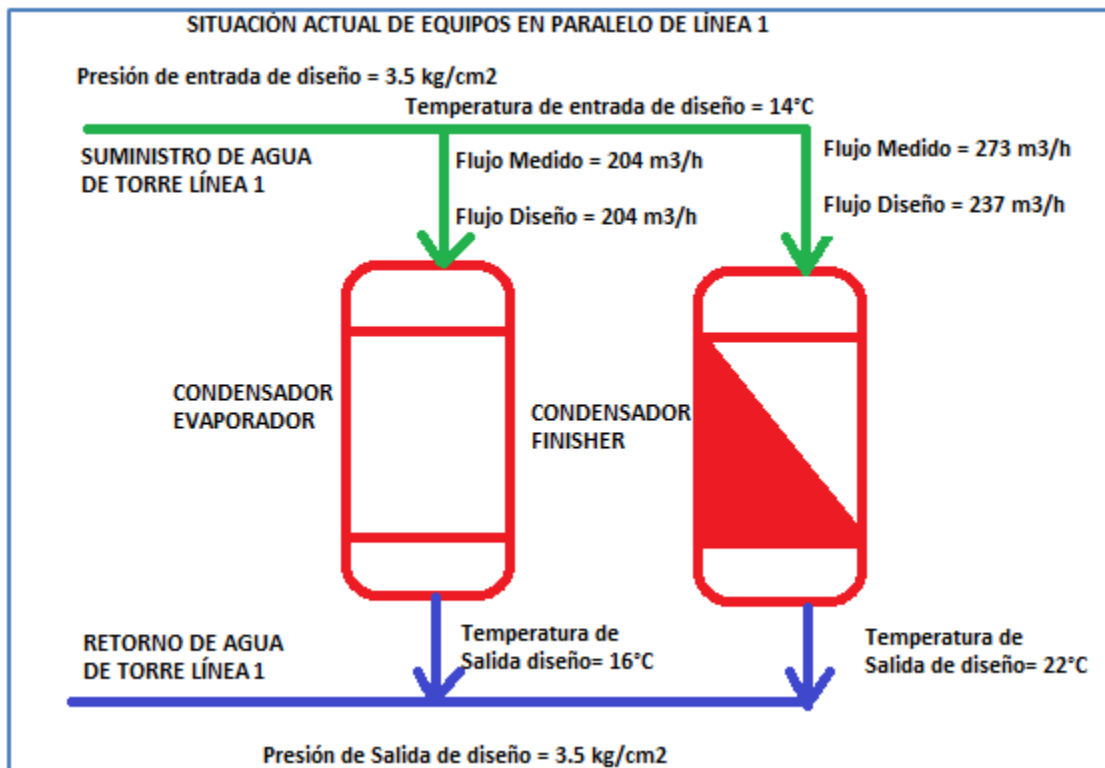 SITUACIÓN ACTUAL DE EQUIPOS EN PARALELO DE LÍNEA 1
Presión de entrada de diseño = 3.5 kg/cm2
Temperatura de entrada de diseño = 14°C
SUMINISTRO DE AGUA
DE TORRE LÍNEA 1
Flujo Medido = 204 m3/h
Flujo Diseño = 204 m3/h
Flujo Medido = 273 m3/h
Flujo Diseño = 237 m3/h
CONDENSADOR
EVAPORADOR
CONDENSADOR
FINISHER
RETORNO DE AGUA
DE TORRE LÍNEA 1
Temperatura de
Salida diseño= 16°C
Temperatura de
Salida de diseño= 22°C
Presión de Salida de diseño = 3.5 kg/cm2